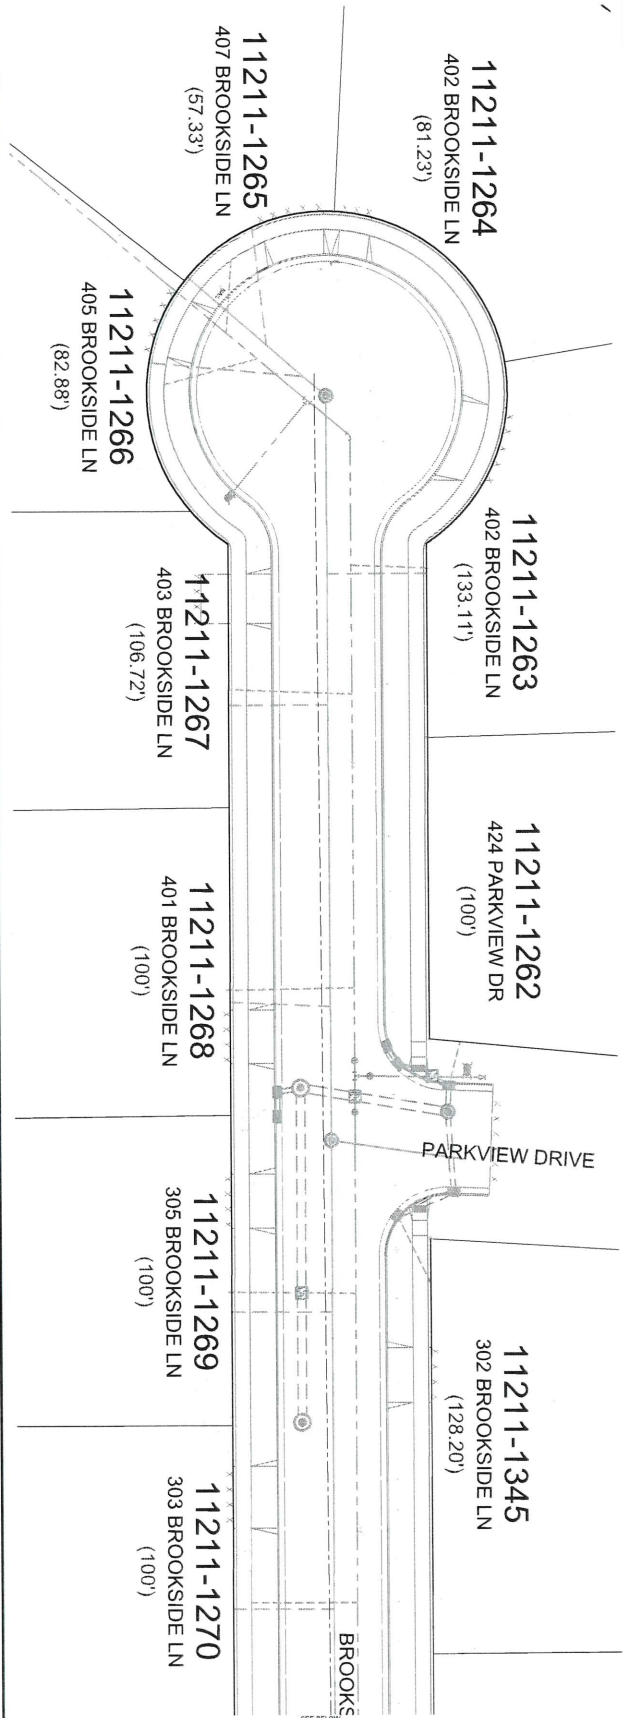 11211-1264
402 BROOKSIDE LN
(81.23')
11211-1265
407 BROOKSIDE LN
(57.33')
11211-1266
405 BROOKSIDE LN
(82.88')
11211-1263
402 BROOKSIDE LN
(133.11')
11211-1267
403 BROOKSIDE LN
(106.72')
11211-1262
424 PARKVIEW DR
(100')
11211-1268
401 BROOKSIDE LN
(100')
PARKVIEW DRIVE
11211-1269
305 BROOKSIDE LN
(100')
11211-1345
302 BROOKSIDE LN
(128.20')
11211-1270
303 BROOKSIDE LN
(100')
BROOKS
SEE BELOW